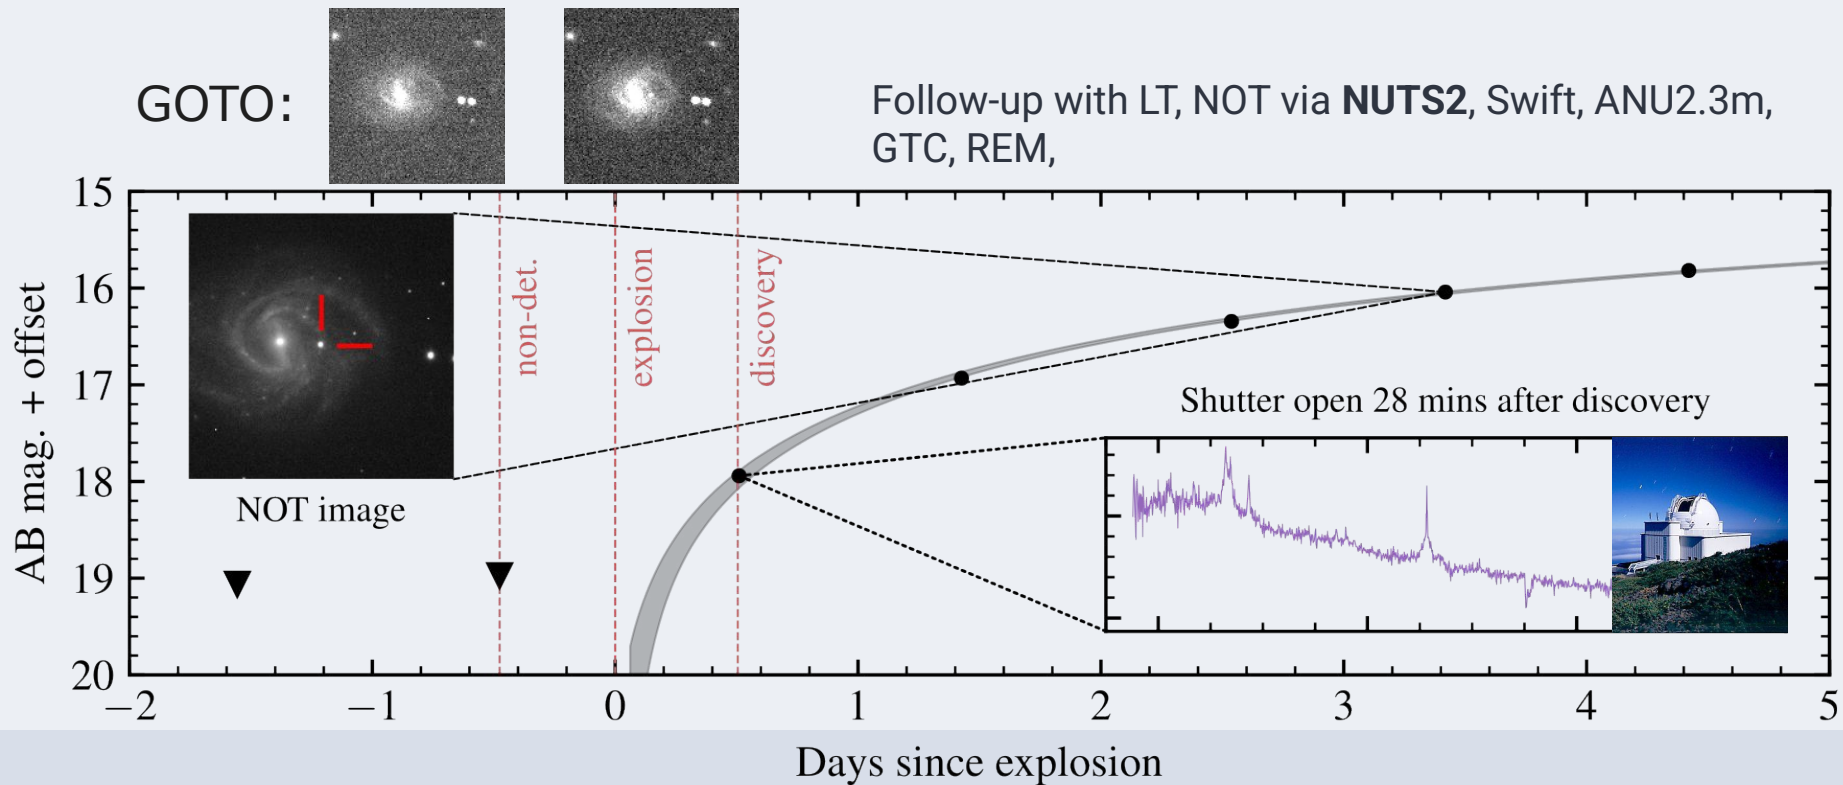 GOTO:
Follow-up with LT, NOT via NUTS2, Swift, ANU2.3m,
GTC, REM,
15
16
17
18
19
20
AB mag. + offset
non-det.
explosion
discovery
NOT image
Shutter open 28 mins after discovery
−2
−1
0
1
2
3
4
5
Days since explosion